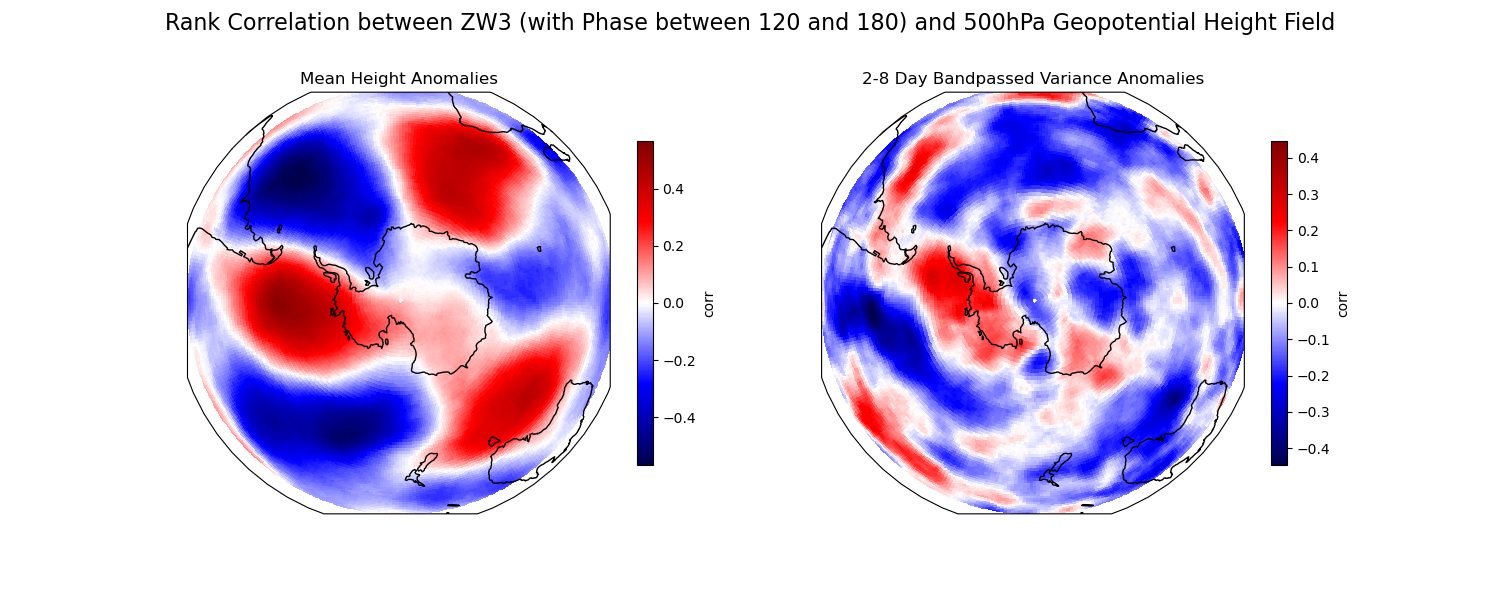 Rank Correlation between ZW3 (with Phase between 120 and 180) and 500hPa Geopotential Height Field
Mean Height Anomalies
0.4
0.2
0.0
−0.2
−0.4
corr
2-8 Day Bandpassed Variance Anomalies
0.4
0.3
0.2
0.1
0.0
−0.1
−0.2
−0.3
−0.4
corr